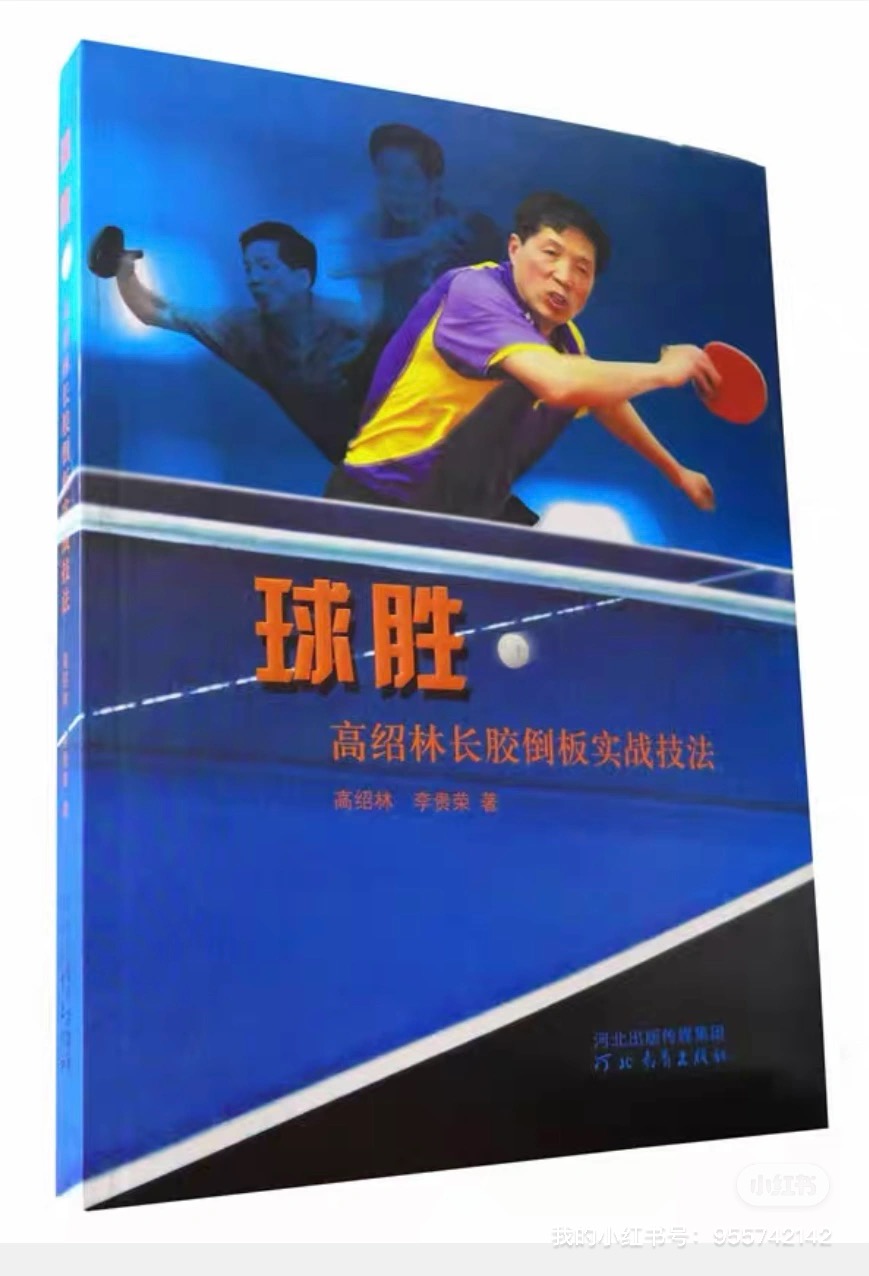 球胜
高绍林长胶倒板实战技法
高绍林 李贵荣 著
河北出版传媒集团
河北教育出版社
小红书
我的小红书号：955742142